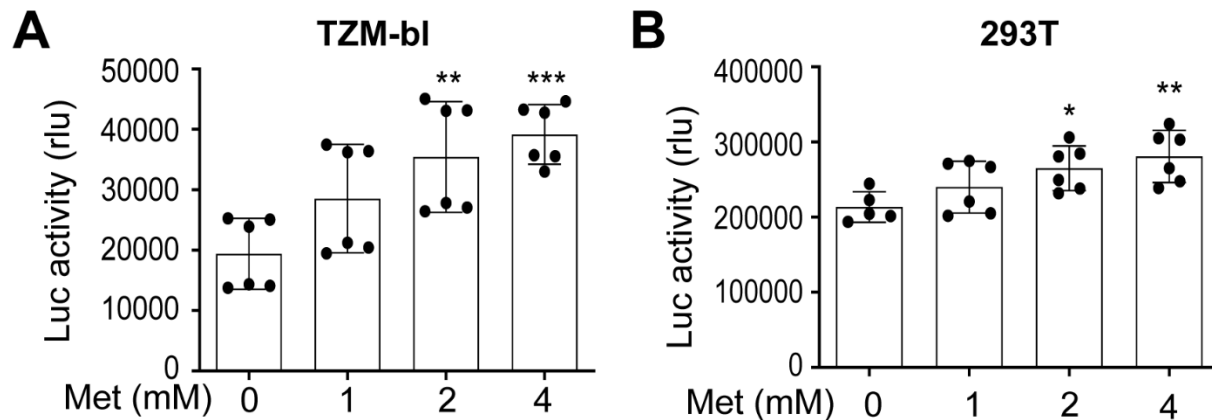 A
TZM-bl
Luc activity (rlu)
50000
40000
30000
20000
10000
0
** ***
Met (mM) 0 1 2 4
B
293T
Luc activity (rlu)
400000
300000
200000
100000
0
* **
Met (mM) 0 1 2 4